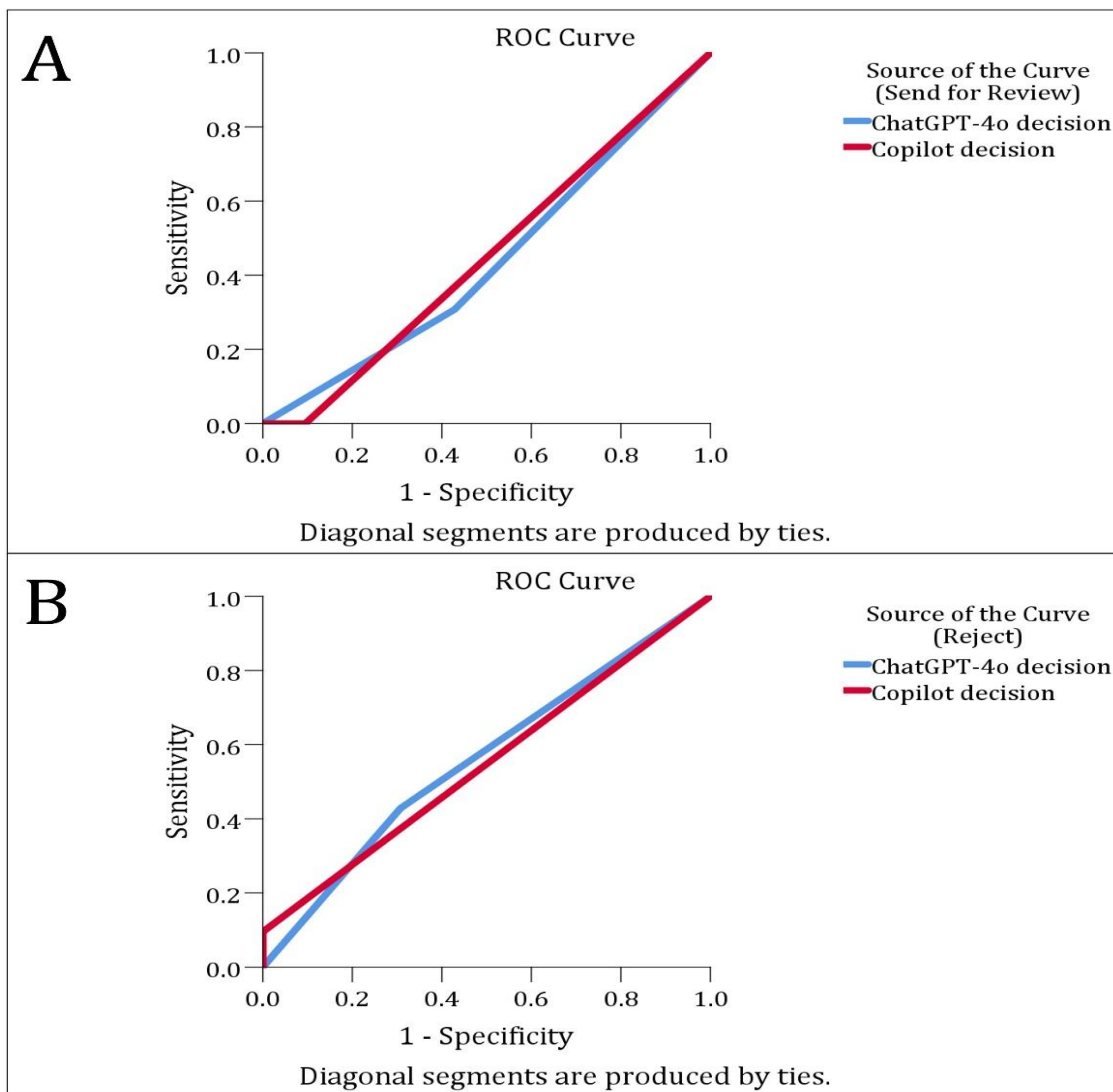 A
ROC Curve
Source of the Curve
(Send for Review)
ChatGPT-4o decision
Copilot decision
Sensitivity
1.0
0.8
0.6
0.4
0.2
0.0
0.0 0.2 0.4 0.6 0.8 1.0
1 - Specificity
Diagonal segments are produced by ties.
B
ROC Curve
Source of the Curve
(Reject)
ChatGPT-4o decision
Copilot decision
Sensitivity
1.0
0.8
0.6
0.4
0.2
0.0
0.0 0.2 0.4 0.6 0.8 1.0
1 - Specificity
Diagonal segments are produced by ties.